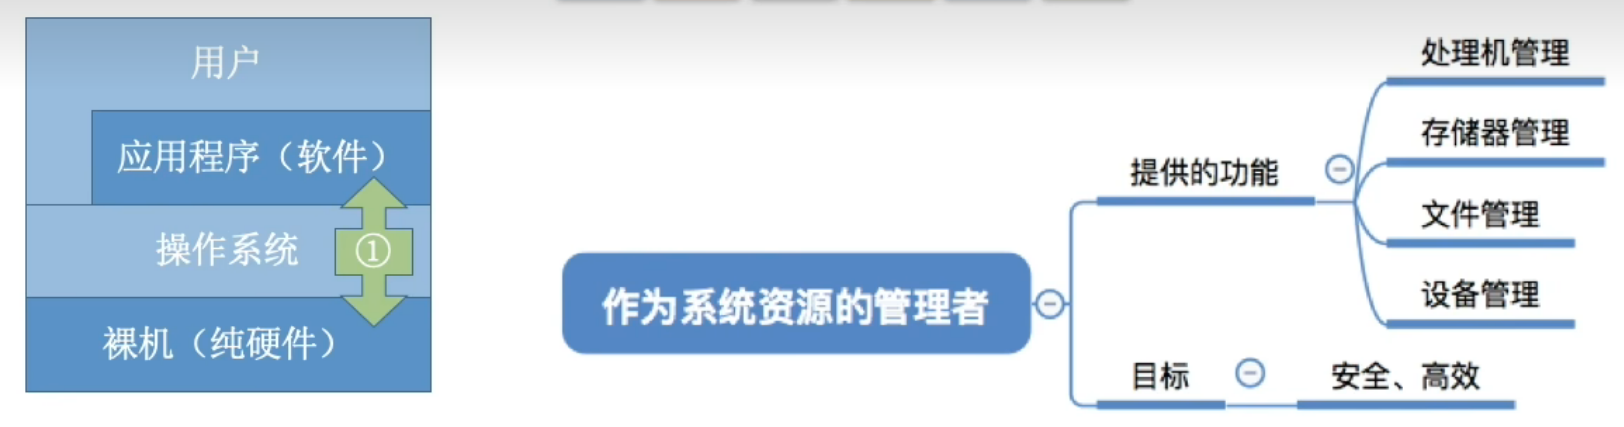 用户
应用程序（软件）
操作系统
①
裸机（纯硬件）
作为系统资源的管理者
提供的功能
处理机管理
存储器管理
文件管理
设备管理
目标
安全、高效